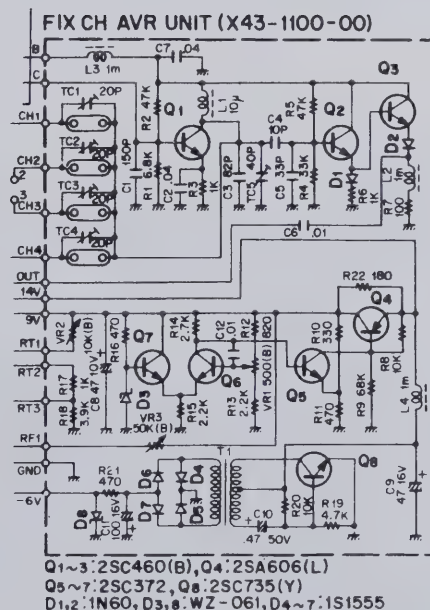 FIX CH AVR UNIT (X43-1100-00)
B
C7 .04
L3 1m
C
TC1 20P
CH1
TC2 20P
CH2
2
3
TC3
CH3
20P
TC4
20P
CH4
OUT
14V
9V
RT1
RT2
RT3
RF1
GND
-6V
R2 47K
Q1
L1 10μ
C1 150P
R1 6.8K
C2 .04
R3 1K
C3 82P
TC5 40P
C4 10P
C5 33P
R5 47K
R4 33K
Q2
D1
R6 1K
Q3
D2
L2 1m
R7 100
C6 .01
R22 180
Q4
VR2 10K(B)
R16 470
C8 47 10V
R17 1K
R18 3.9K
Q7
D3
R14 2.7K
C12 .01
R12 820
VR1 500(B)
Q6
R15 2.2K
R13 2.2K
VR3 50K(B)
Q5
R10 330
R11 470
R8 10K
R9 68K
L4 1m
R21 470
D8
C11 100 16V
D6
D4
D7
D5
T1
C10 .47 50V
Q8
R20 10K
R19 4.7K
C9 47 16V
Q1~3:2SC460(B), Q4:2SA606(L)
Q5~7:2SC372, Q8:2SC735(Y)
D1,2:1N60, D3,8:WZ-061, D4~7:1S1555